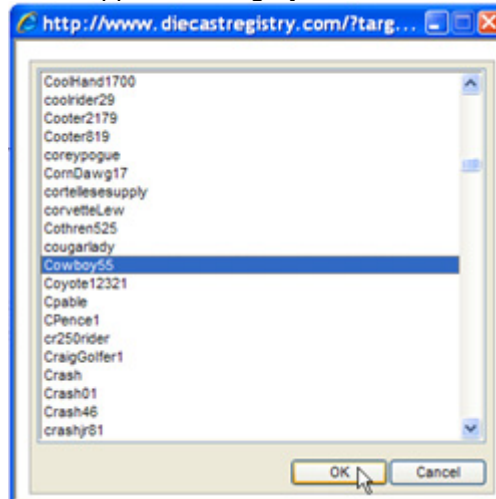 http://www.diecastregistry.com/?targ...
CoolHand1700
coolrider29
Cooter2179
Cooter819
coreypogue
CornDawg17
cortellesesupply
corvetteLew
Cothren525
cougarlady
Cowboy55
Coyote12321
Cpable
CPence1
cr250rider
CraigGolfer1
Crash
Crash01
Crash46
crashjr81
OK Cancel